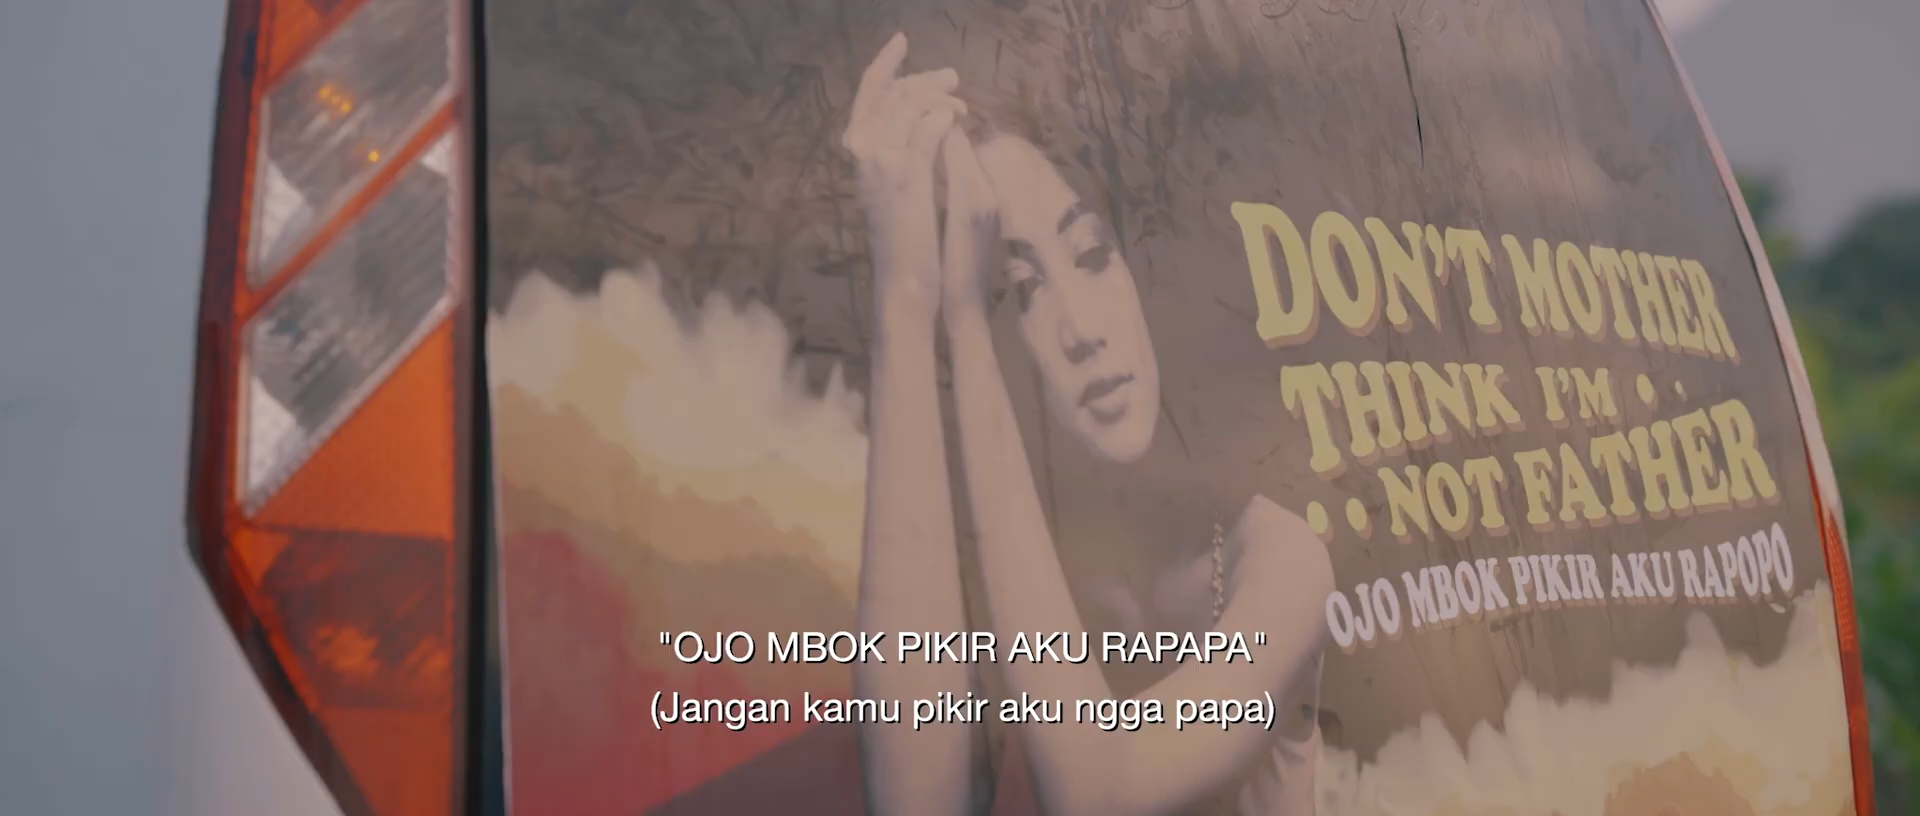 DON'T MOTHER
THINK I'M ..
.. NOT FATHER
OJO MBOK PIKIR AKU RAPOPO
"OJO MBOK PIKIR AKU RAPAPA"
(Jangan kamu pikir aku ngga papa)